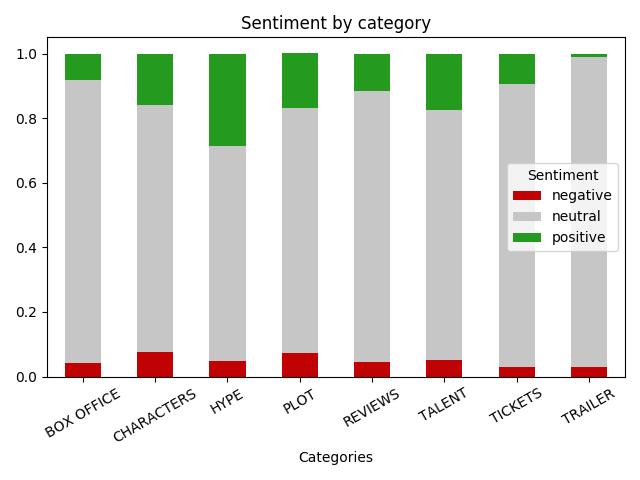 Sentiment by category
1.0
0.8
0.6
0.4
0.2
0.0
Sentiment
negative
neutral
positive
BOX OFFICE
CHARACTERS
HYPE
PLOT
REVIEWS
TALENT
TICKETS
TRAILER
Categories